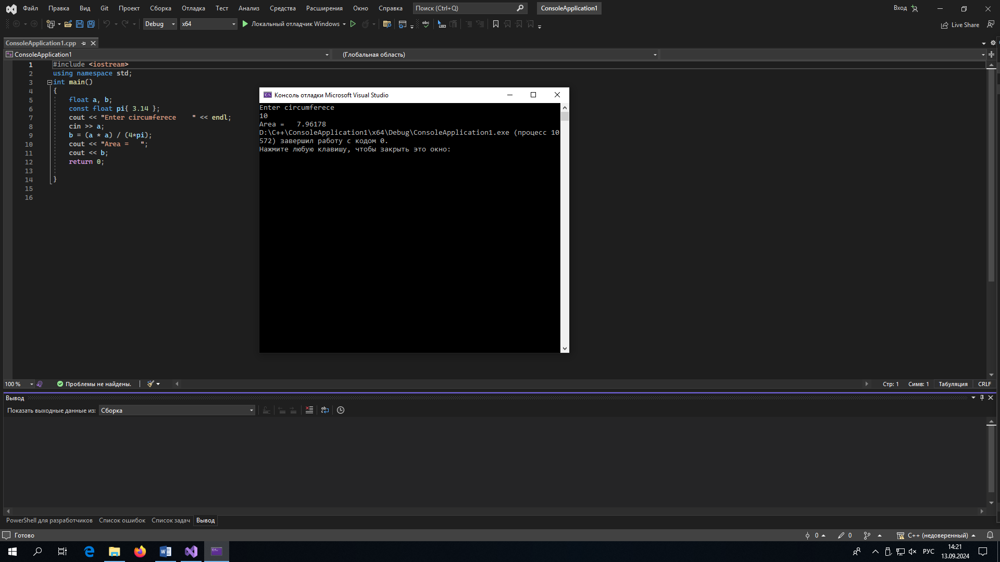 Файл Правка Вид Git Проект Сборка Отладка Тест Анализ Средства Расширения Окно Справка Поиск (Ctrl+Q) ConsoleApplication1 Вход
Debug x64 Локальный отладчик Windows Live Share
ConsoleApplication1.cpp
ConsoleApplication1 (Глобальная область)
1 #include <iostream>
2 using namespace std;
3 int main()
4 {
5 float a, b;
6 const float pi{ 3.14 };
7 cout << "Enter circumferece    " << endl;
8 cin >> a;
9 b = (a * a) / (4*pi);
10 cout << "Area =   ";
11 cout << b;
12 return 0;
13
14 }
15
16
Консоль отладки Microsoft Visual Studio
Enter circumferece
10
Area =   7.96178
D:\C++\ConsoleApplication1\x64\Debug\ConsoleApplication1.exe (процесс 10
572) завершил работу с кодом 0.
Нажмите любую клавишу, чтобы закрыть это окно:
100 % Проблемы не найдены. Стр: 1 Симв: 1 Табуляция CRLF
Вывод
Показать выходные данные из: Сборка
PowerShell для разработчиков Список ошибок Список задач Вывод
Готово 0 0 C++ (недоверенный)
РУС 14:21
13.09.2024